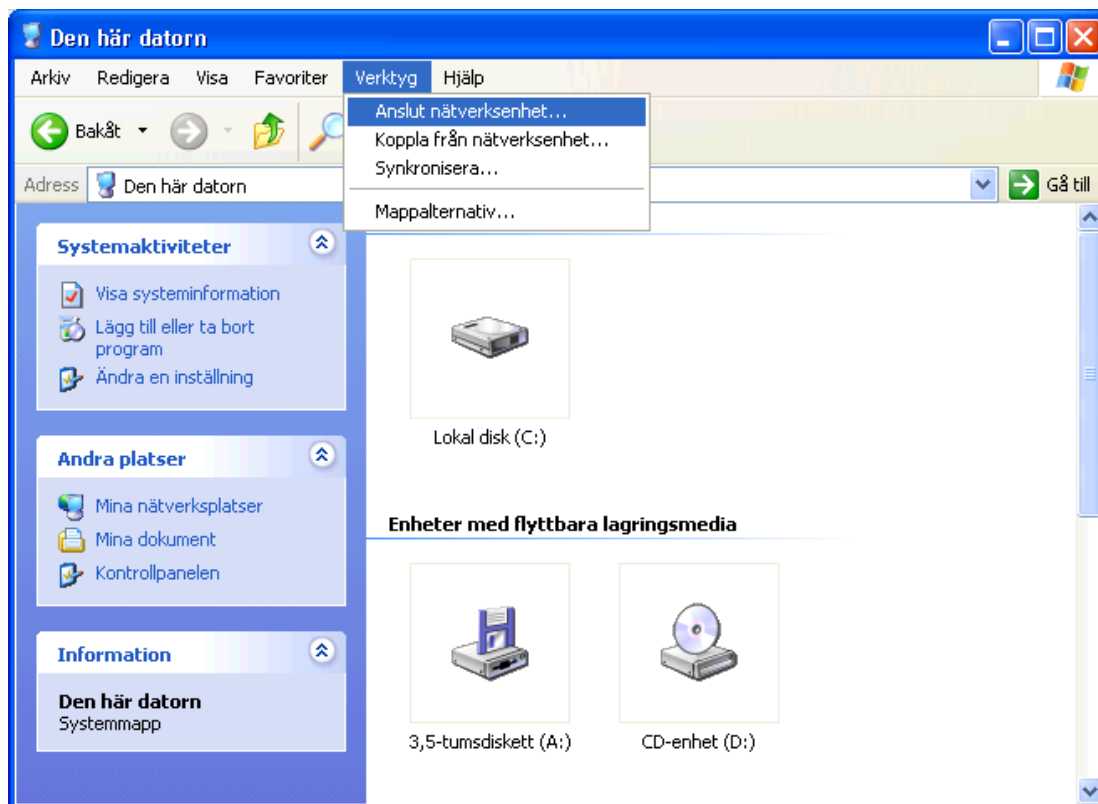 Den här datorn
Arkiv Redigera Visa Favoriter Verktyg Hjälp
Anslut nätverksenhet...
Koppla från nätverksenhet...
Synkronisera...
Mappalternativ...
Bakåt
Adress Den här datorn Gå till
Systemaktiviteter
Visa systeminformation
Lägg till eller ta bort
program
Ändra en inställning
Andra platser
Mina nätverksplatser
Mina dokument
Kontrollpanelen
Information
Den här datorn
Systemmapp
Lokal disk (C:)
Enheter med flyttbara lagringsmedia
3,5-tumsdiskett (A:) CD-enhet (D:)